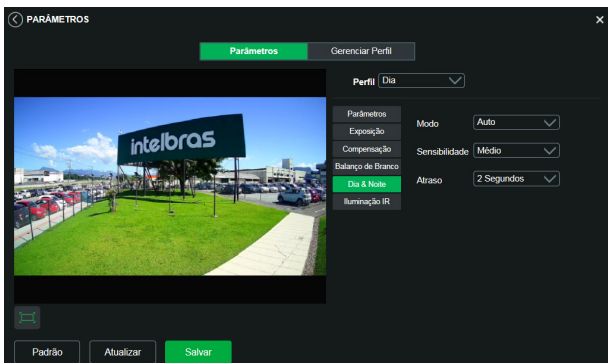 PARÂMETROS
Parâmetros Gerenciar Perfil
Perfil Dia
intelbras
Parâmetros
Exposição
Compensação
Balanço de Branco
Dia & Noite
Iluminação IR
Modo Auto
Sensibilidade Médio
Atraso 2 Segundos
Padrão Atualizar Salvar